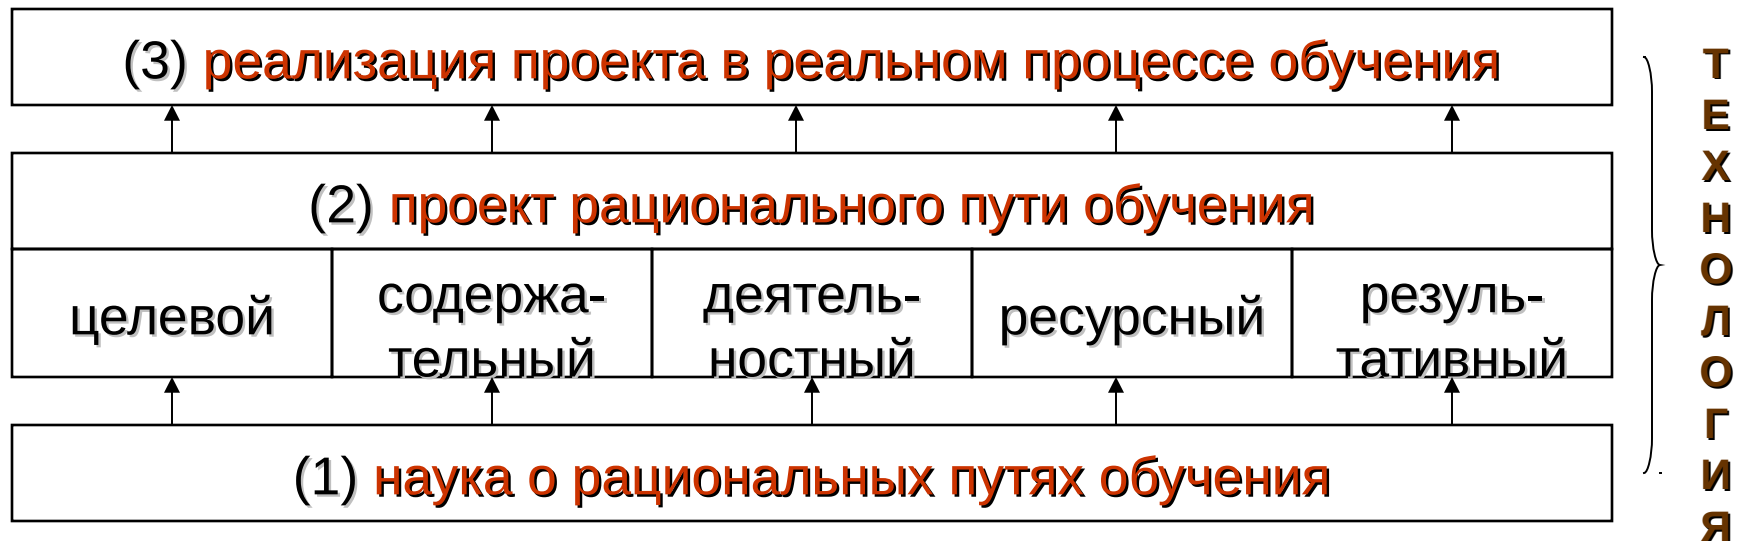 (3) реализация проекта в реальном процессе обучения
(2) проект рационального пути обучения
целевой
содержа-
тельный
деятель-
ностный
ресурсный
резуль-
тативный
(1) наука о рациональных путях обучения
Т
Е
Х
Н
О
Л
О
Г
И
Я